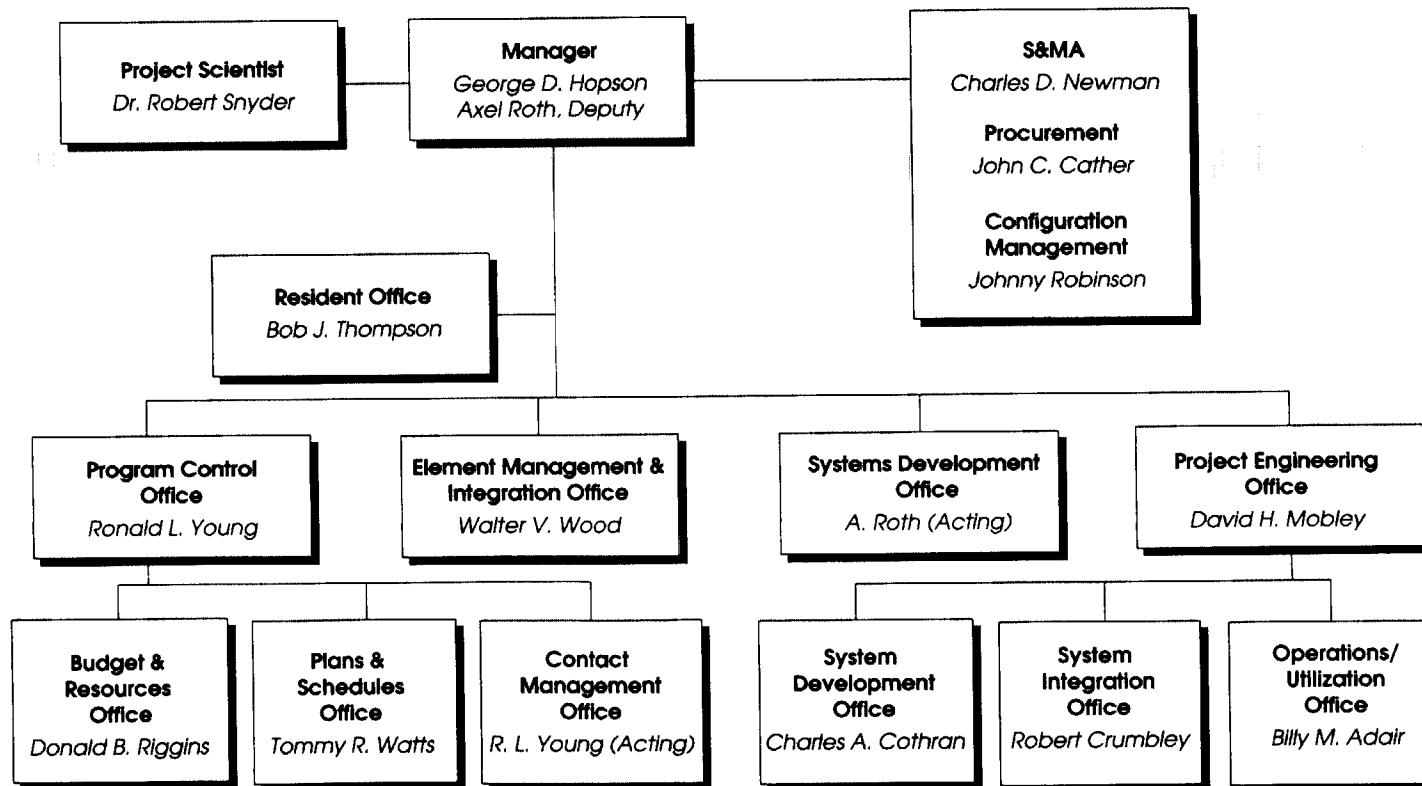 Project Scientist
Dr. Robert Snyder
Manager
George D. Hopson
Axel Roth, Deputy
S&MA
Charles D. Newman
Procurement
John C. Cather
Configuration
Management
Johnny Robinson
Resident Office
Bob J. Thompson
Program Control
Office
Ronald L. Young
Element Management &
Integration Office
Walter V. Wood
Systems Development
Office
A. Roth (Acting)
Project Engineering
Office
David H. Mobley
Budget &
Resources
Office
Donald B. Riggins
Plans &
Schedules
Office
Tommy R. Watts
Contact
Management
Office
R. L. Young (Acting)
System
Development
Office
Charles A. Cothran
System
Integration
Office
Robert Crumbley
Operations/
Utilization
Office
Billy M. Adair